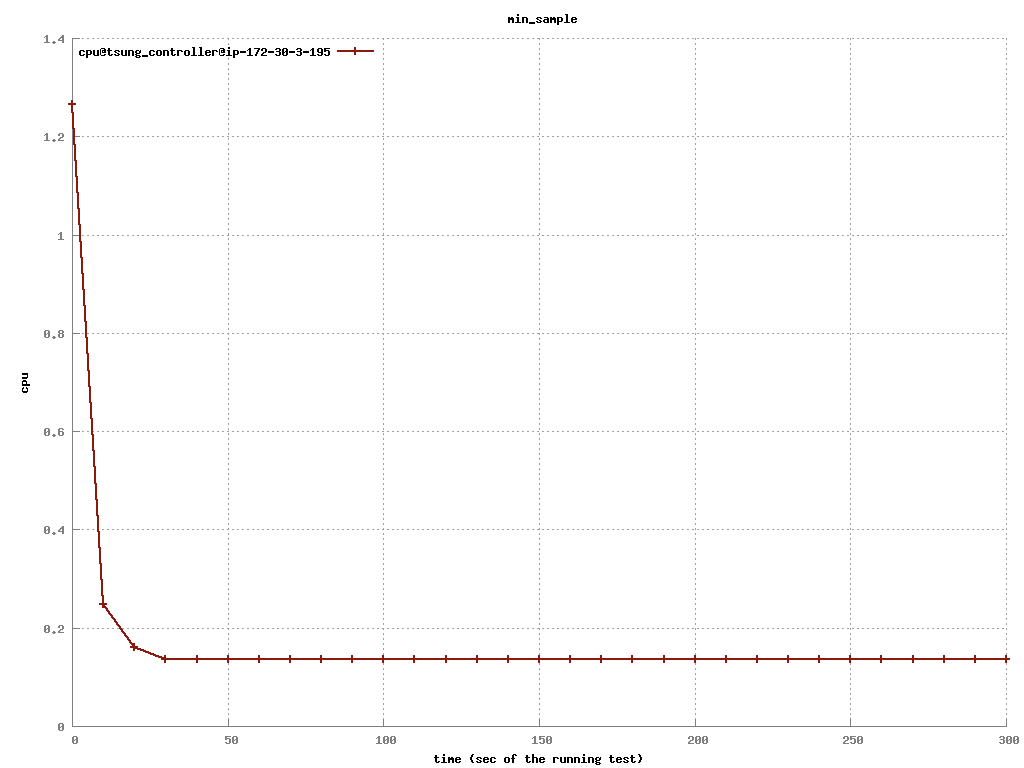 min_sample
1.4
cpu@tsung_controller@ip-172-30-3-195
1.2
1
0.8
cpu
0.6
0.4
0.2
0
0 50 100 150 200 250 300
time (sec of the running test)